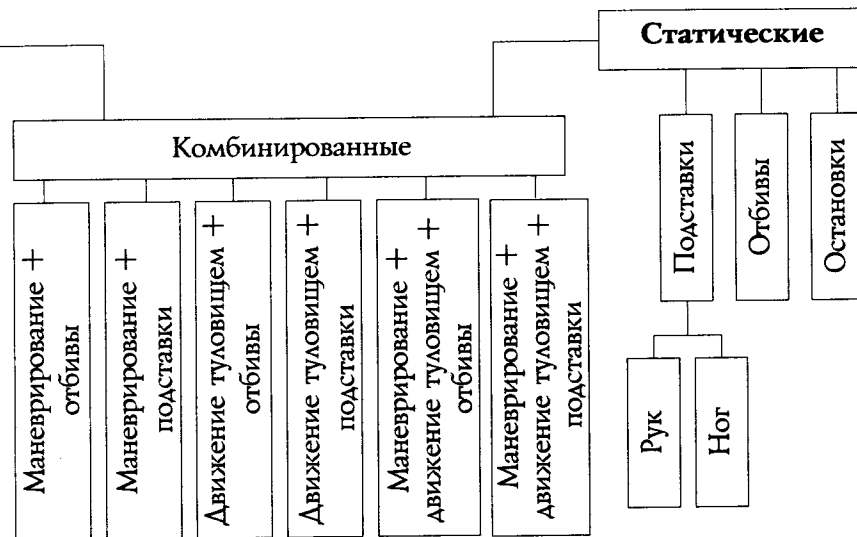 Статические
Комбинированные
Маневрирование +
отбивы
Маневрирование +
подставки
Движение туловищем +
отбивы
Движение туловищем +
подставки
Маневрирование +
движение туловищем +
отбивы
Маневрирование +
движение туловищем +
подставки
Подставки
Отбивы
Остановки
Рук
Ног